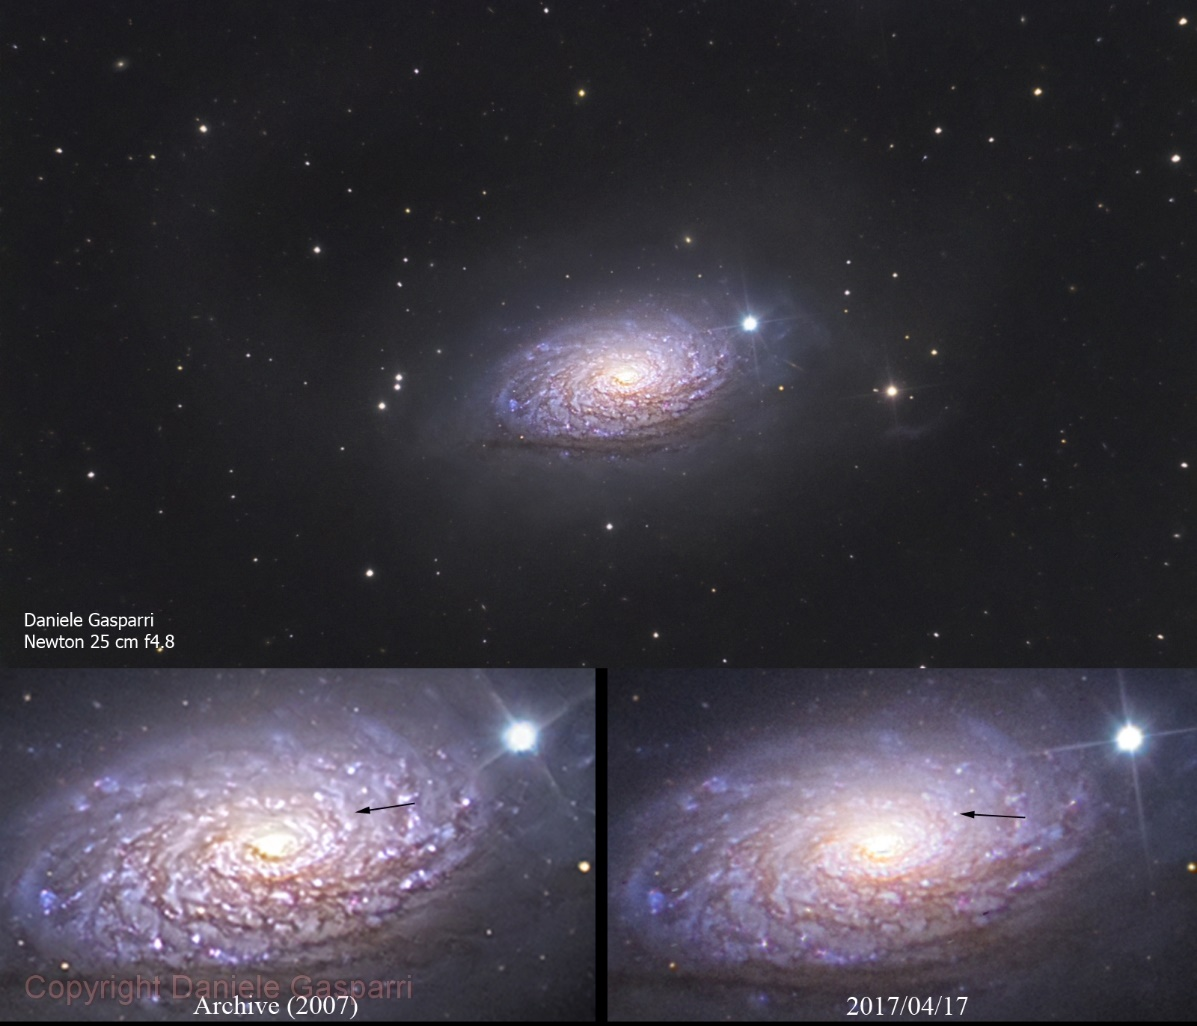 Daniele Gasparri
Newton 25 cm f4.8
Copyright Daniele Gasparri
Archive (2007)
2017/04/17